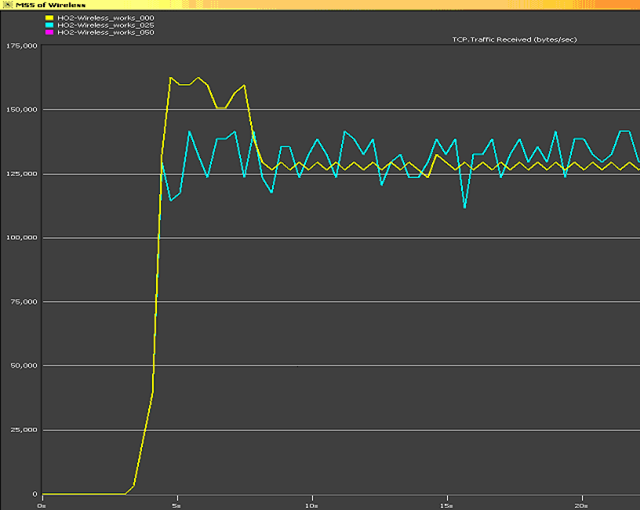 MSS of Wireless
HO2-Wireless_works_000
HO2-Wireless_works_025
HO2-Wireless_works_050
TCP.Traffic Received (bytes/sec)
175,000
150,000
125,000
100,000
75,000
50,000
25,000
0
0s 5s 10s 15s 20s